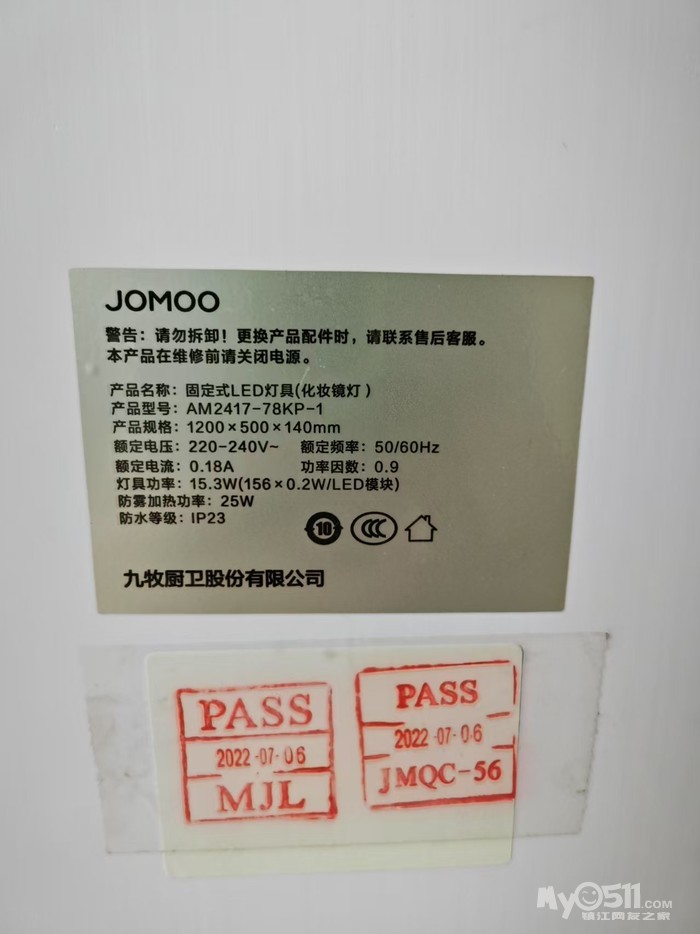 JOMOO
警告：请勿拆卸！更换产品配件时，请联系售后客服。
本产品在维修前请关闭电源。
产品名称：固定式LED灯具(化妆镜灯)
产品型号：AM2417-78KP-1
产品规格：1200×500×140mm
额定电压：220-240V~ 额定频率：50/60Hz
额定电流：0.18A 功率因数：0.9
灯具功率：15.3W(156×0.2W/LED模块)
防雾加热功率：25W
防水等级：IP23
10 CCC
九牧厨卫股份有限公司
PASS
2022-07-06
MJL
PASS
2022-07-06
JMQC-56
My0511.COM
镇江网友之家